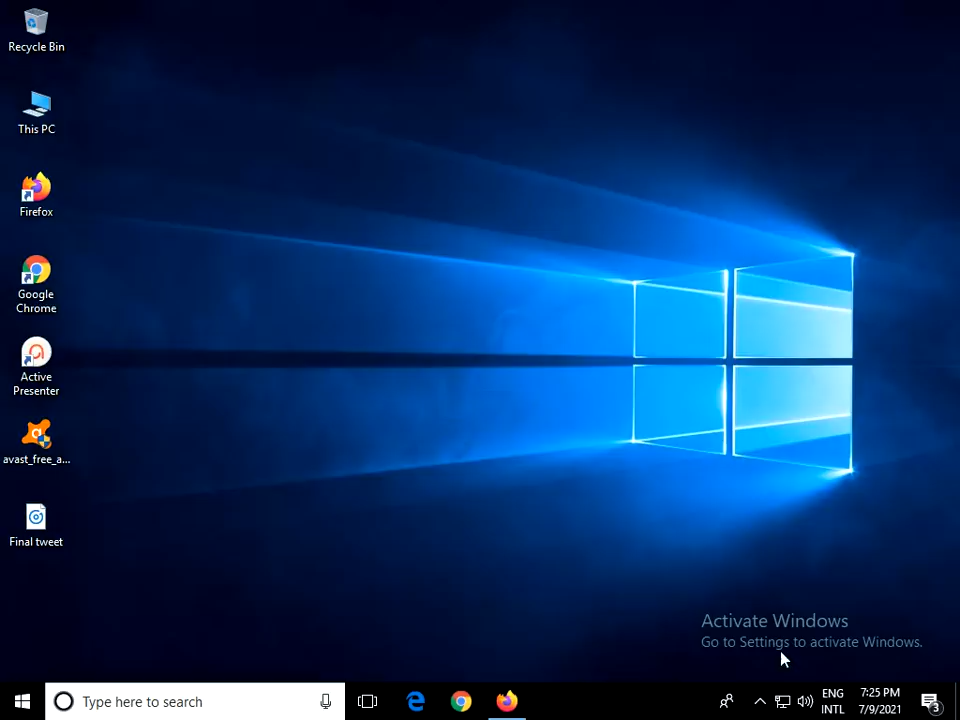 Recycle Bin
This PC
Firefox
Google
Chrome
Active
Presenter
avast_free_a...
Final tweet
Activate Windows
Go to Settings to activate Windows.
Type here to search
ENG
INTL
7:25 PM
7/9/2021
3